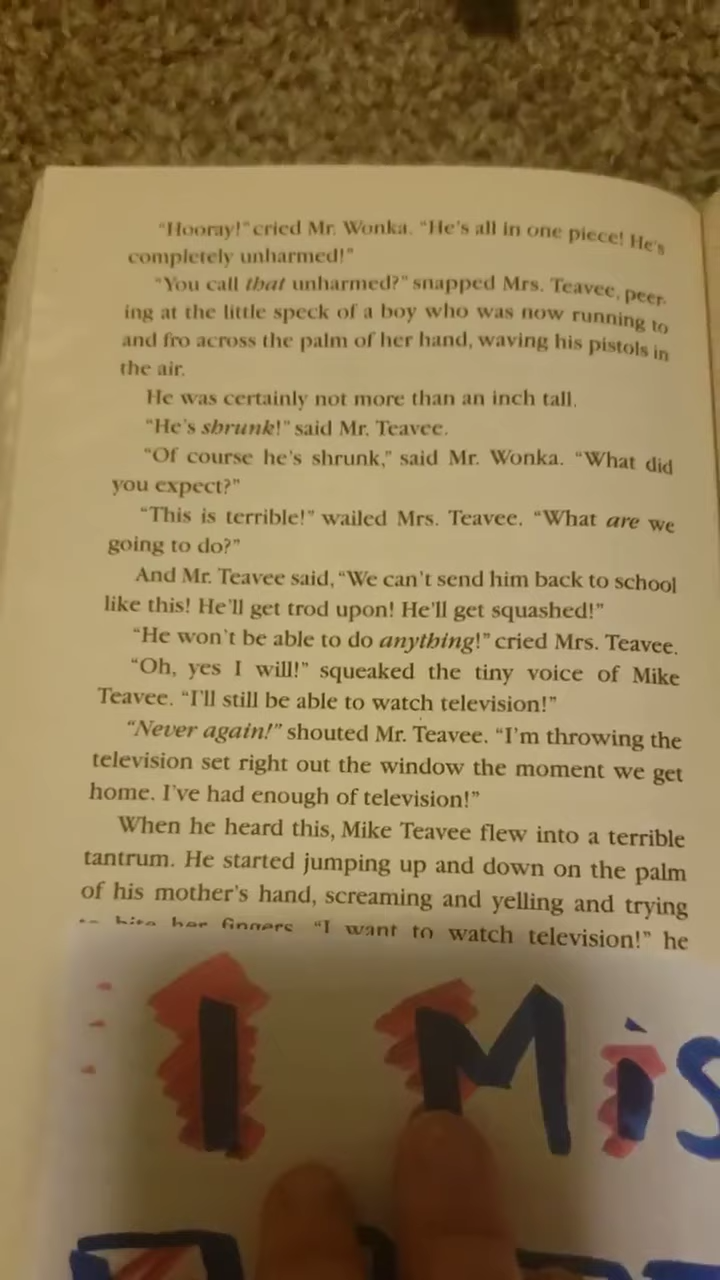 "Hooray!" cried Mr. Wonka. "He's all in one piece! He's
completely unharmed!"
"You call that unharmed?" snapped Mrs. Teavee, peer-
ing at the little speck of a boy who was now running to
and fro across the palm of her hand, waving his pistols in
the air.
He was certainly not more than an inch tall.
"He's shrunk!" said Mr. Teavee.
"Of course he's shrunk," said Mr. Wonka. "What did
you expect?"
"This is terrible!" wailed Mrs. Teavee. "What are we
going to do?"
And Mr. Teavee said, "We can't send him back to school
like this! He'll get trod upon! He'll get squashed!"
"He won't be able to do anything!" cried Mrs. Teavee.
"Oh, yes I will!" squeaked the tiny voice of Mike
Teavee. "I'll still be able to watch television!"
"Never again!" shouted Mr. Teavee. "I'm throwing the
television set right out the window the moment we get
home. I've had enough of television!"
When he heard this, Mike Teavee flew into a terrible
tantrum. He started jumping up and down on the palm
of his mother's hand, screaming and yelling and trying
to bite her fingers. "I want to watch television!" he
I Mis